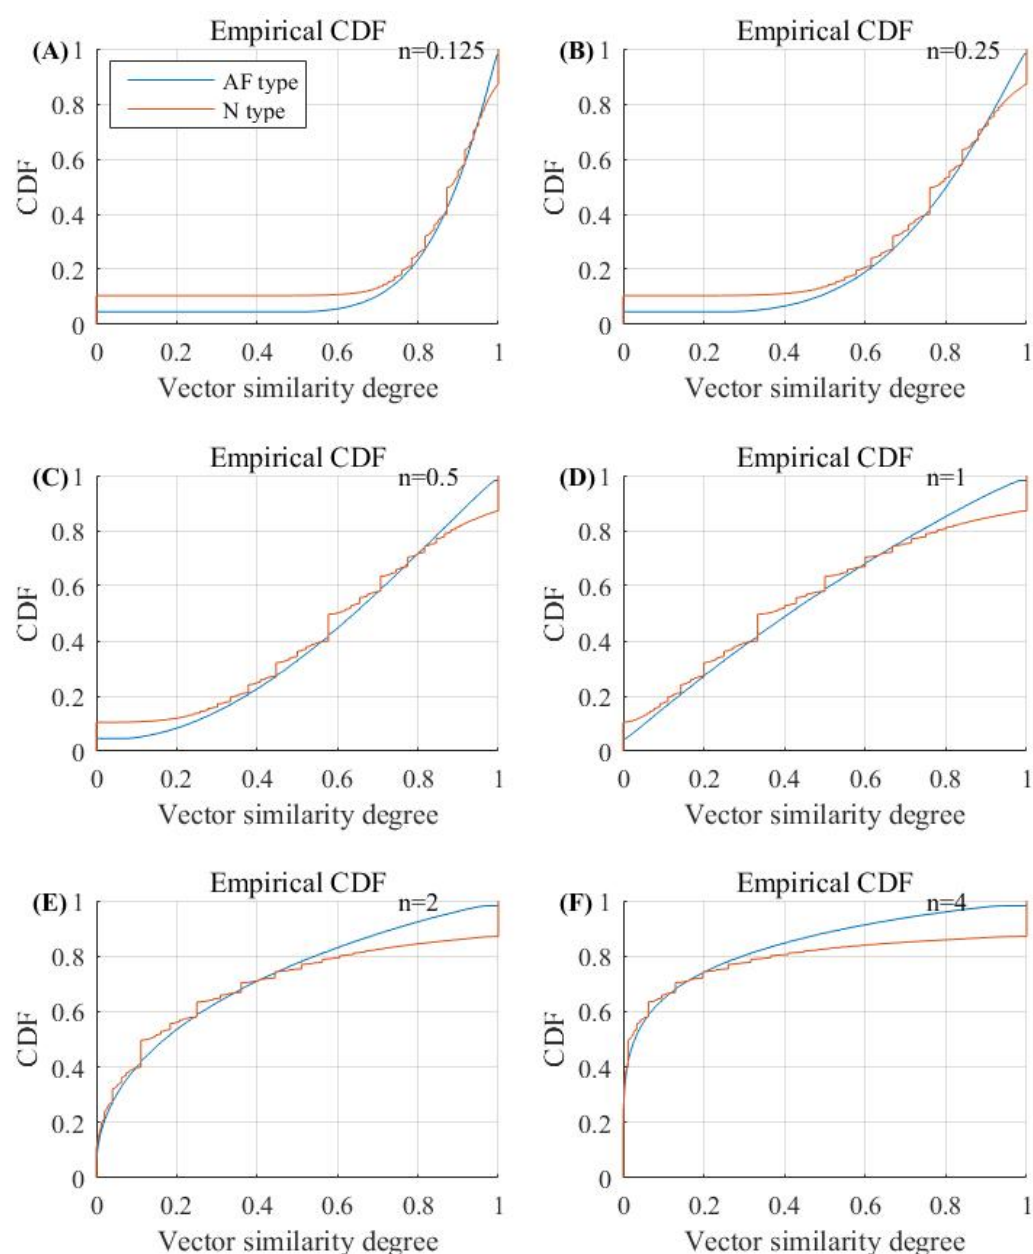 Empirical CDF
(A)
n=0.125
AF type
N type
1
0.8
0.6
0.4
0.2
0
CDF
0 0.2 0.4 0.6 0.8 1
Vector similarity degree
Empirical CDF
(B)
n=0.25
1
0.8
0.6
0.4
0.2
0
CDF
0 0.2 0.4 0.6 0.8 1
Vector similarity degree
Empirical CDF
(C)
n=0.5
1
0.8
0.6
0.4
0.2
0
CDF
0 0.2 0.4 0.6 0.8 1
Vector similarity degree
Empirical CDF
(D)
n=1
1
0.8
0.6
0.4
0.2
0
CDF
0 0.2 0.4 0.6 0.8 1
Vector similarity degree
Empirical CDF
(E)
n=2
1
0.8
0.6
0.4
0.2
0
CDF
0 0.2 0.4 0.6 0.8 1
Vector similarity degree
Empirical CDF
(F)
n=4
1
0.8
0.6
0.4
0.2
0
CDF
0 0.2 0.4 0.6 0.8 1
Vector similarity degree